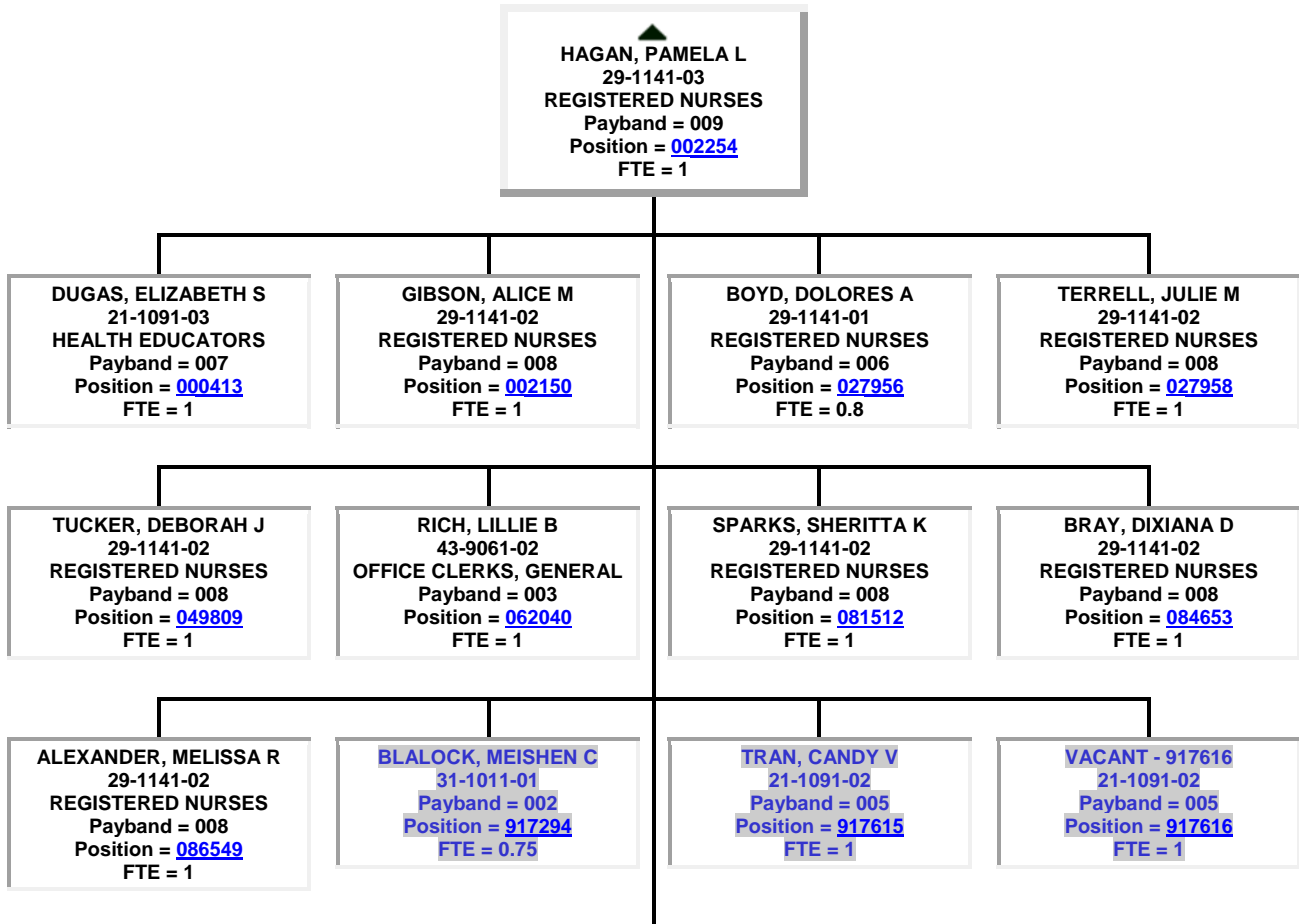 HAGAN, PAMELA L
29-1141-03
REGISTERED NURSES
Payband = 009
Position = 002254
FTE = 1
DUGAS, ELIZABETH S
21-1091-03
HEALTH EDUCATORS
Payband = 007
Position = 000413
FTE = 1
GIBSON, ALICE M
29-1141-02
REGISTERED NURSES
Payband = 008
Position = 002150
FTE = 1
BOYD, DOLORES A
29-1141-01
REGISTERED NURSES
Payband = 006
Position = 027956
FTE = 0.8
TERRELL, JULIE M
29-1141-02
REGISTERED NURSES
Payband = 008
Position = 027958
FTE = 1
TUCKER, DEBORAH J
29-1141-02
REGISTERED NURSES
Payband = 008
Position = 049809
FTE = 1
RICH, LILLIE B
43-9061-02
OFFICE CLERKS, GENERAL
Payband = 003
Position = 062040
FTE = 1
SPARKS, SHERITTA K
29-1141-02
REGISTERED NURSES
Payband = 008
Position = 081512
FTE = 1
BRAY, DIXIANA D
29-1141-02
REGISTERED NURSES
Payband = 008
Position = 084653
FTE = 1
ALEXANDER, MELISSA R
29-1141-02
REGISTERED NURSES
Payband = 008
Position = 086549
FTE = 1
BLALOCK, MEISHEN C
31-1011-01
Payband = 002
Position = 917294
FTE = 0.75
TRAN, CANDY V
21-1091-02
Payband = 005
Position = 917615
FTE = 1
VACANT - 917616
21-1091-02
Payband = 005
Position = 917616
FTE = 1